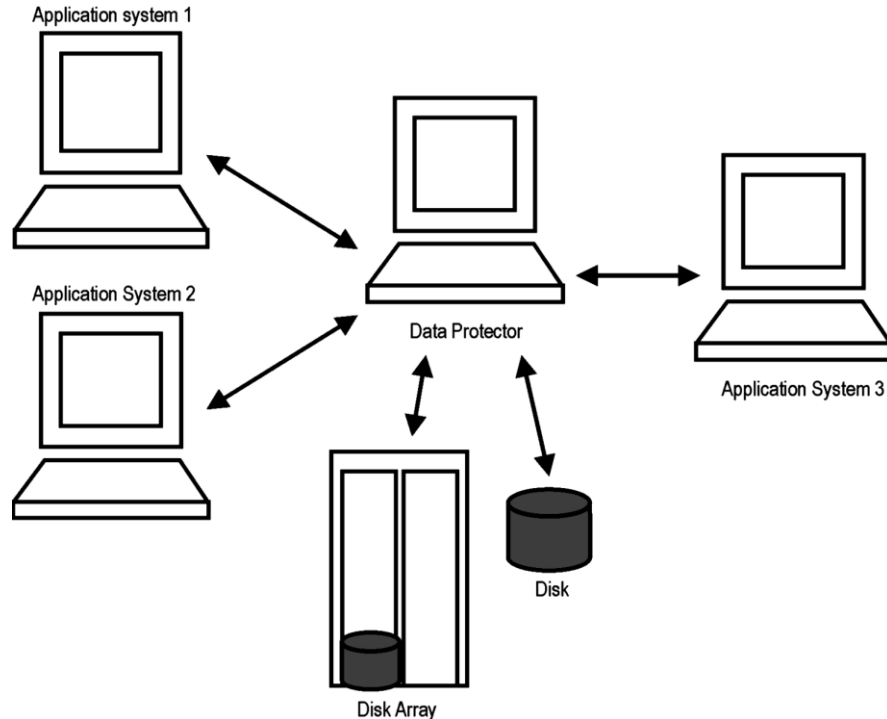 Application system 1
Application System 2
Data Protector
Application System 3
Disk
Disk Array